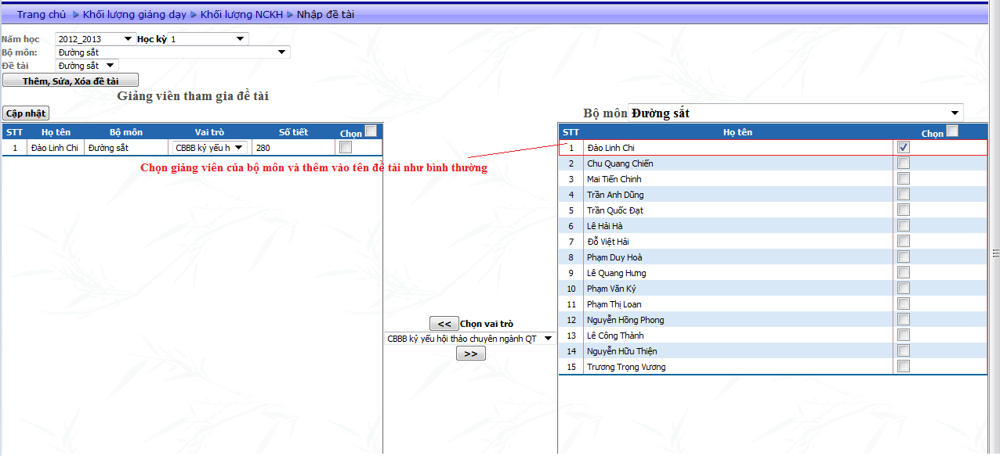 Trang chủ Khối lượng giảng dạy Khối lượng NCKH Nhập đề tài
Năm học 2012_2013 Học kỳ 1
Bộ môn: Đường sắt
Đề tài Đường sắt
Thêm, Sửa, Xóa đề tài
Giảng viên tham gia đề tài
Cập nhật
STT Họ tên Bộ môn Vai trò Số tiết Chọn
1 Đào Linh Chi Đường sắt CBBB kỷ yếu h 280
Chọn giảng viên của bộ môn và thêm vào tên đề tài như bình thường
<< Chọn vai trò
CBBB kỷ yếu hội thảo chuyên ngành QT
>>
Bộ môn Đường sắt
STT Họ tên Chọn
1 Đào Linh Chi
2 Chu Quang Chiến
3 Mai Tiến Chinh
4 Trần Anh Dũng
5 Trần Quốc Đạt
6 Lê Hải Hà
7 Đỗ Việt Hải
8 Phạm Duy Hoà
9 Lê Quang Hưng
10 Phạm Văn Ký
11 Phạm Thị Loan
12 Nguyễn Hồng Phong
13 Lê Công Thành
14 Nguyễn Hữu Thiện
15 Trương Trọng Vương